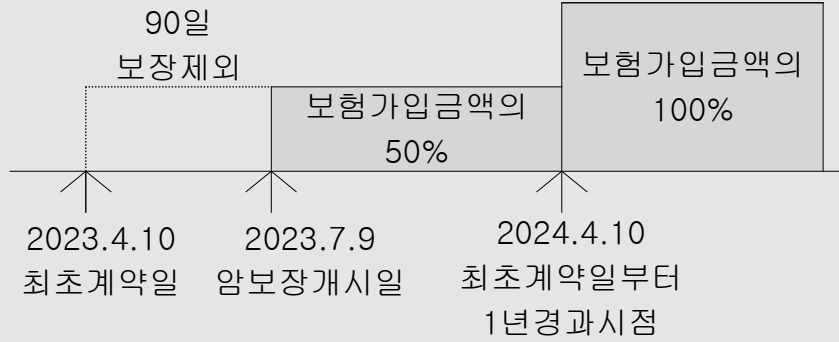 90일
보장제외
보험가입금액의
50%
보험가입금액의
100%
2023.4.10
최초계약일
2023.7.9
암보장개시일
2024.4.10
최초계약일부터
1년경과시점